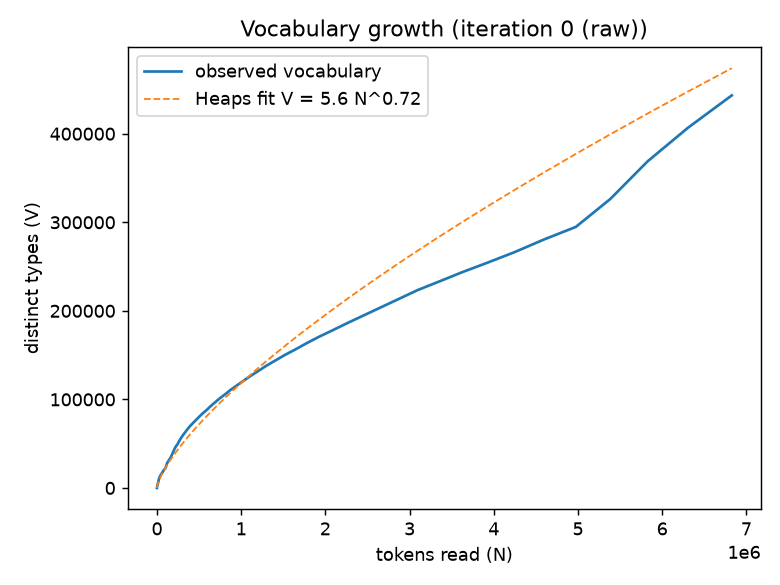 Vocabulary growth (iteration 0 (raw))
observed vocabulary
Heaps fit V = 5.6 N^0.72
distinct types (V)
400000
300000
200000
100000
0
0 1 2 3 4 5 6 7
1e6
tokens read (N)